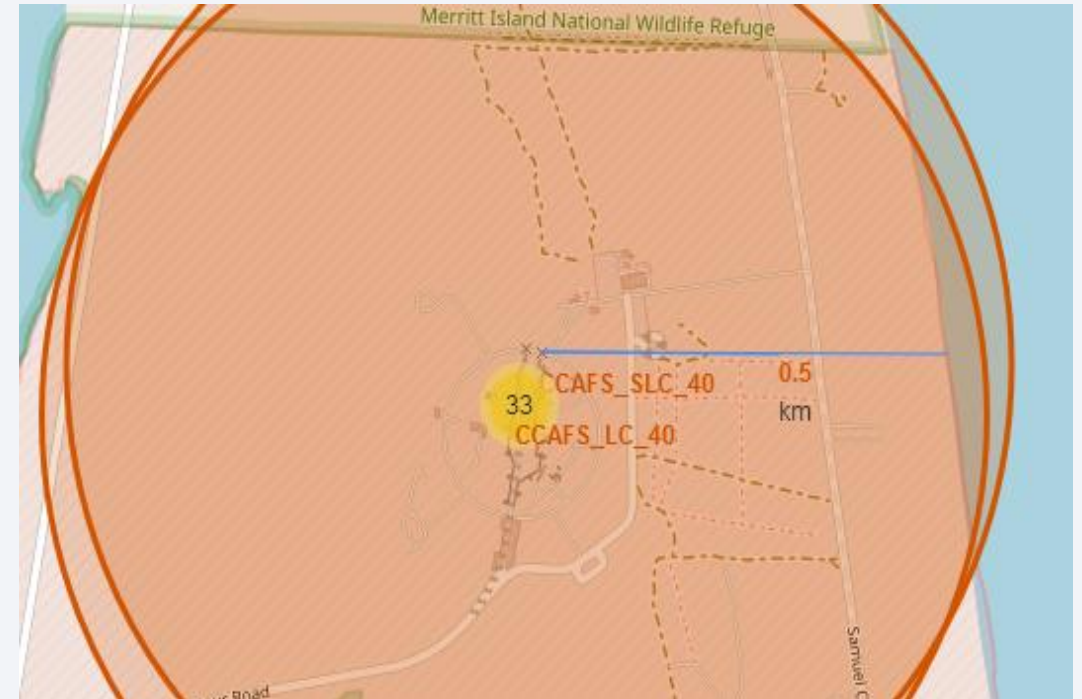 Merritt Island National Wildlife Refuge
CCAFS_SLC_40
0.5
km
33
CCAFS_LC_40
Samuel C
Road